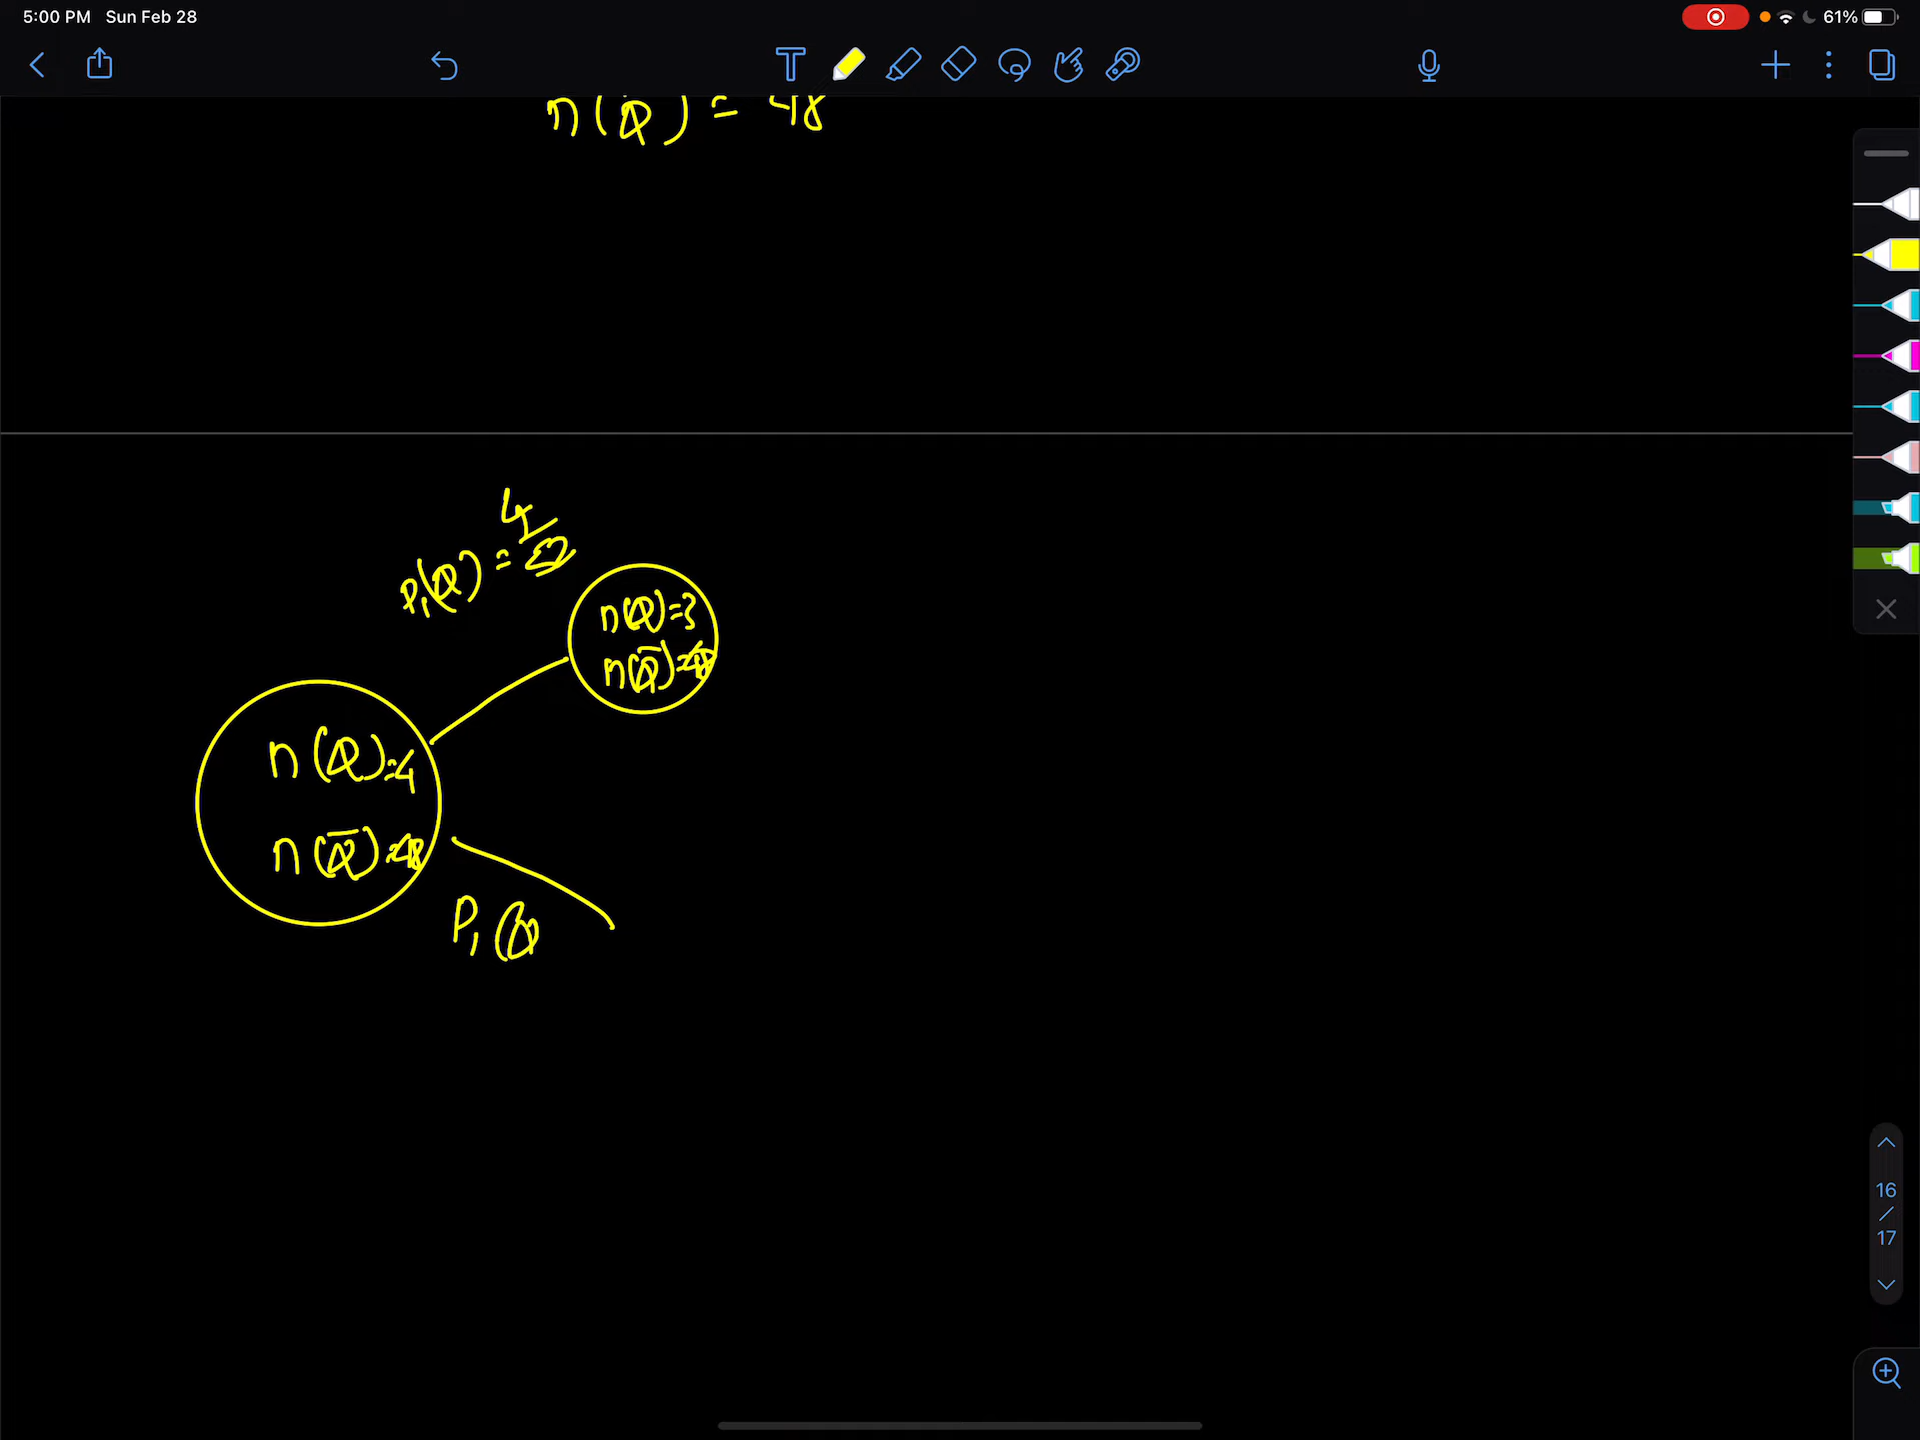 5:00 PM Sun Feb 28
61%
n(Q̄) = 48
P₁(Q) = 4/52
n(Q)=3
n(Q̄)=48
n(Q)=4
n(Q̄)=48
P₁(Q
16
/
17